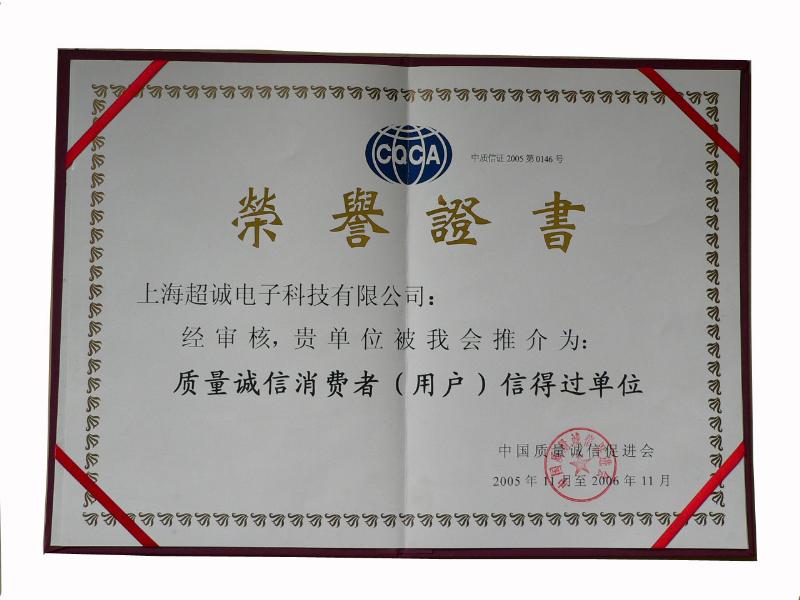 CQCA
中质信证 2005 第 0146 号
榮譽證書
上海超诚电子科技有限公司：
经审核，贵单位被我会推介为：
质量诚信消费者（用户）信得过单位
中国质量诚信促进会
2005 年 11 月至 2006 年 11 月